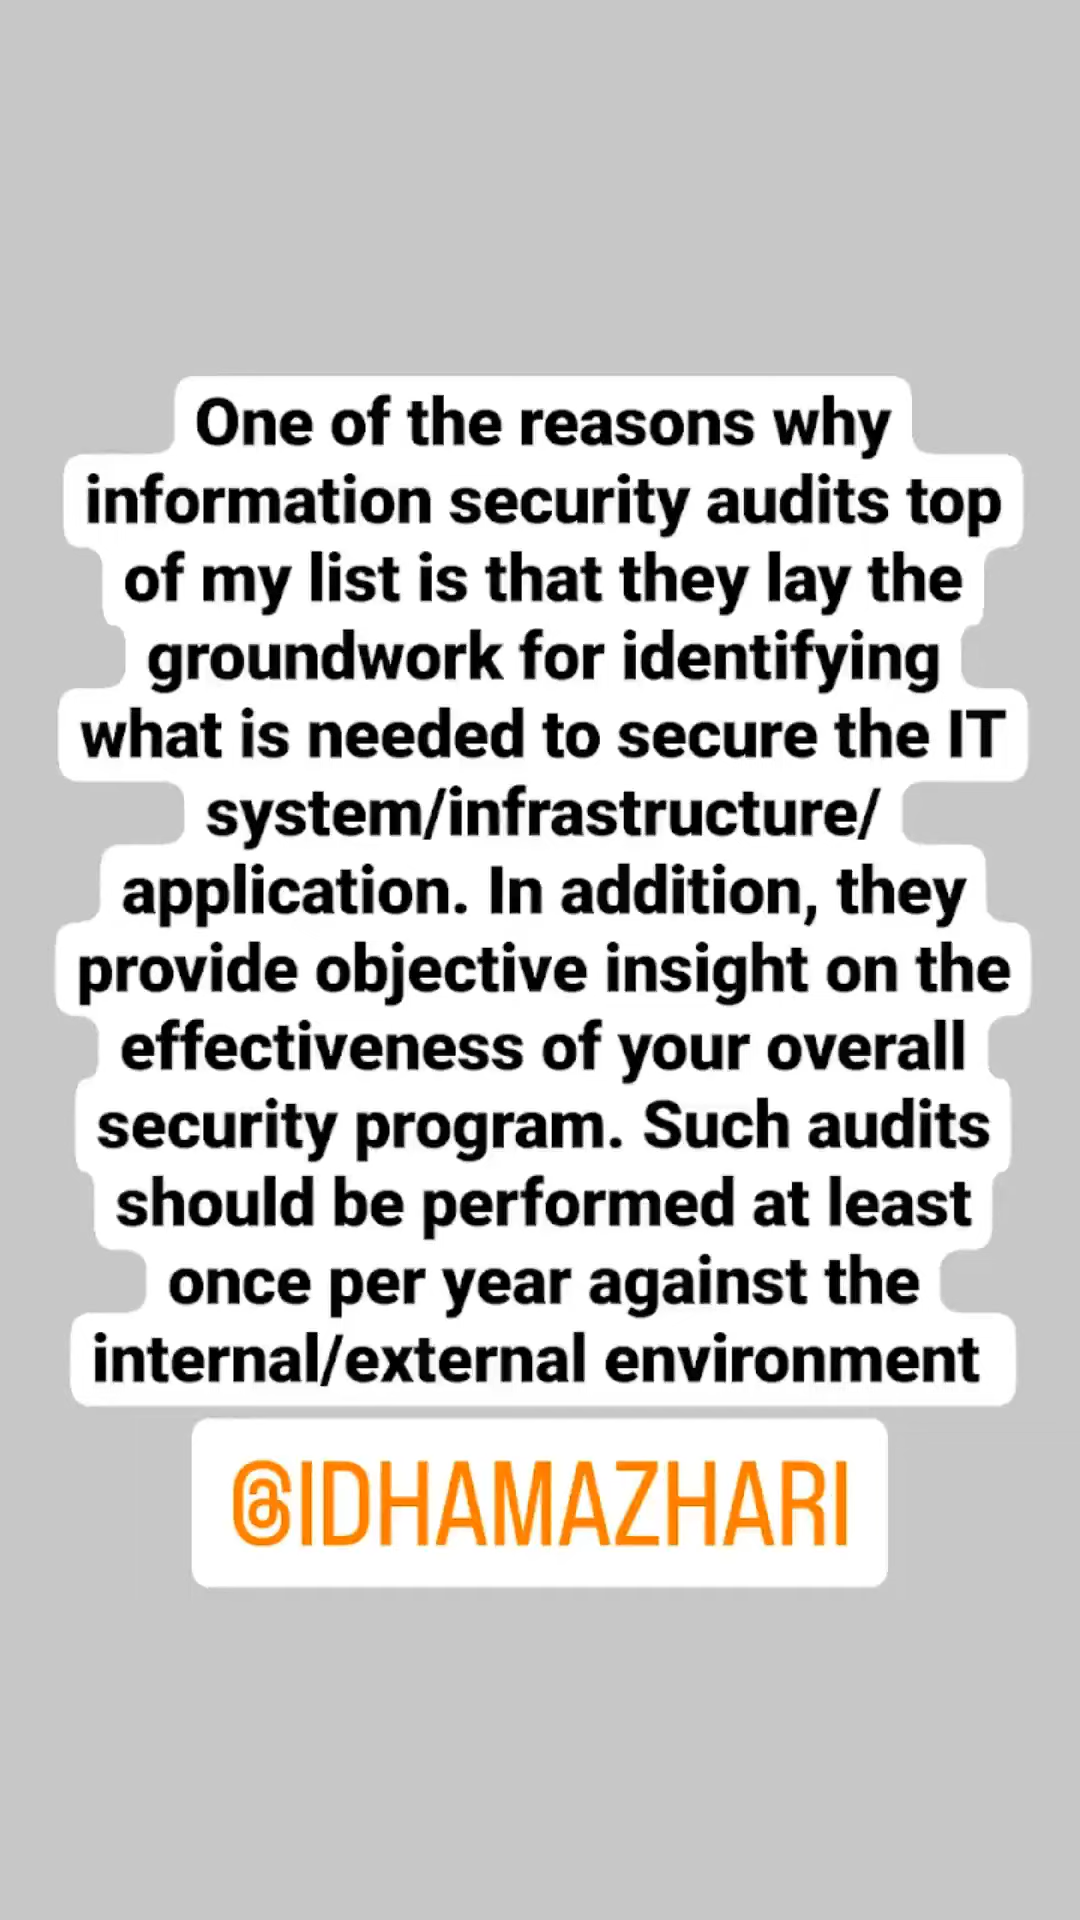 One of the reasons why
information security audits top
of my list is that they lay the
groundwork for identifying
what is needed to secure the IT
system/infrastructure/
application. In addition, they
provide objective insight on the
effectiveness of your overall
security program. Such audits
should be performed at least
once per year against the
internal/external environment
@IDHAMAZHARI